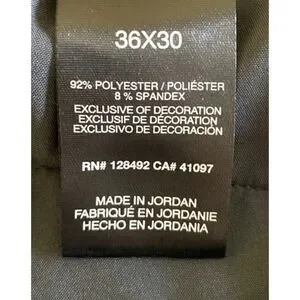 36X30
92% POLYESTER / POLIÉSTER
8 % SPANDEX
EXCLUSIVE OF DECORATION
EXCLUSIF DE DÉCORATION
EXCLUSIVO DE DECORACIÓN
RN# 128492 CA# 41097
MADE IN JORDAN
FABRIQUÉ EN JORDANIE
HECHO EN JORDANIA